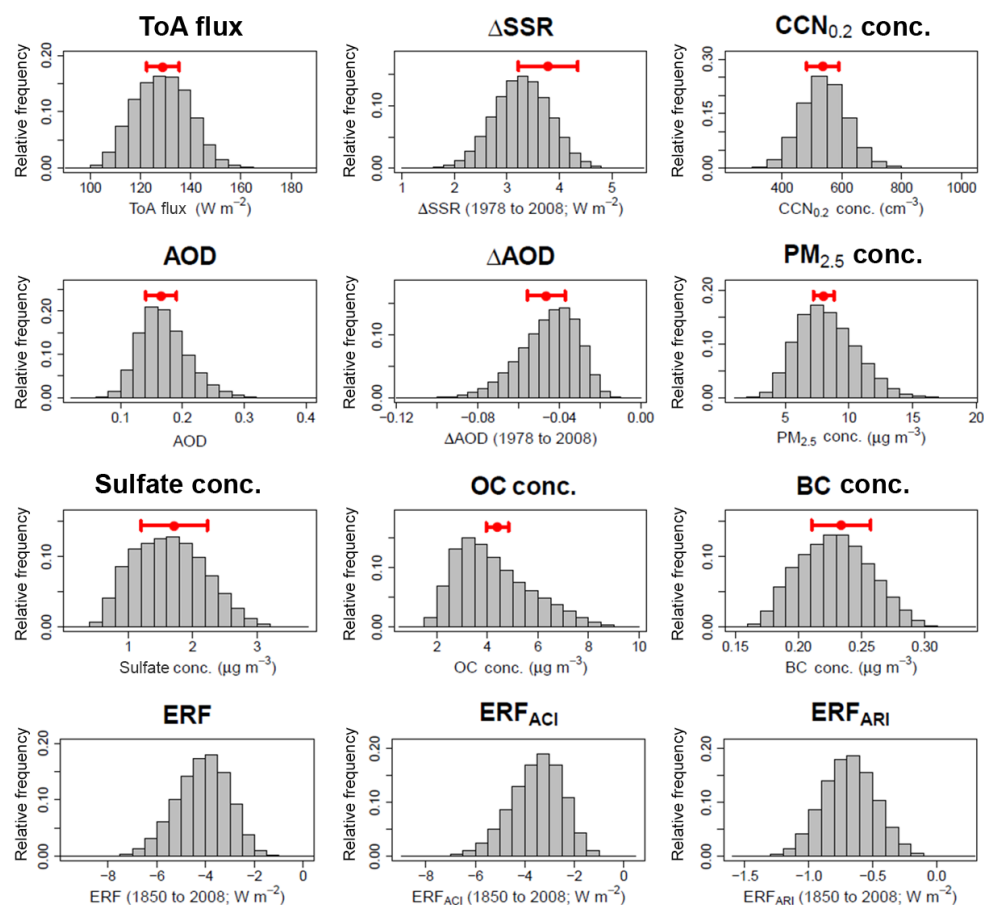 ToA flux
ΔSSR
CCN0.2 conc.
Relative frequency
0.00 0.10 0.20
100 120 140 160 180
ToA flux (W m−2)
Relative frequency
0.00 0.10
1 2 3 4 5
ΔSSR (1978 to 2008; W m−2)
Relative frequency
0.00 0.15 0.30
400 600 800 1000
CCN0.2 conc. (cm−3)
AOD
ΔAOD
PM2.5 conc.
Relative frequency
0.00 0.10 0.20
0.1 0.2 0.3 0.4
AOD
Relative frequency
0.00 0.10
−0.12 −0.08 −0.04 0.00
ΔAOD (1978 to 2008)
Relative frequency
0.00 0.10 0.20
5 10 15 20
PM2.5 conc. (μg m−3)
Sulfate conc.
OC conc.
BC conc.
Relative frequency
0.00 0.10
1 2 3
Sulfate conc. (μg m−3)
Relative frequency
0.00 0.10
2 4 6 8 10
OC conc. (μg m−3)
Relative frequency
0.00 0.10
0.15 0.20 0.25 0.30
BC conc. (μg m−3)
ERF
ERFACI
ERFARI
Relative frequency
0.00 0.10 0.20
−8 −6 −4 −2 0
ERF (1850 to 2008; W m−2)
Relative frequency
0.00 0.10 0.20
−8 −6 −4 −2 0
ERFACI (1850 to 2008; W m−2)
Relative frequency
0.00 0.10 0.20
−1.5 −1.0 −0.5 0.0
ERFARI (1850 to 2008; W m−2)